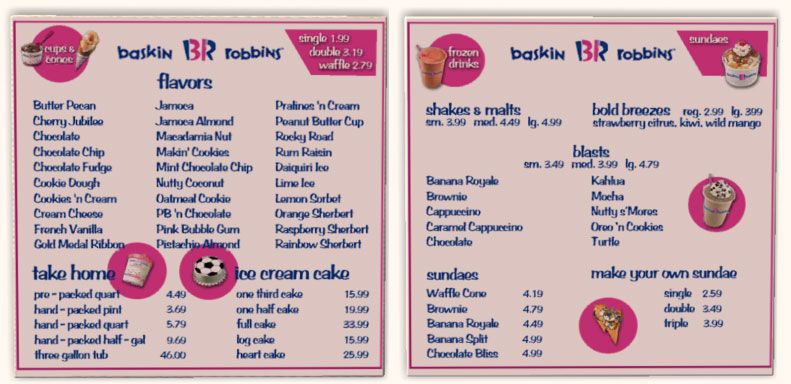 cups & cones
baskin BR robbins
single 1.99
double 3.19
waffle 2.79
flavors
Butter Pecan
Cherry Jubilee
Chocolate
Chocolate Chip
Chocolate Fudge
Cookie Dough
Cookies 'n Cream
Cream Cheese
French Vanilla
Gold Medal Ribbon
Jamoca
Jamoca Almond
Macadamia Nut
Makin' Cookies
Mint Chocolate Chip
Nutty Coconut
Oatmeal Cookie
PB 'n Chocolate
Pink Bubble Gum
Pistachio Almond
Pralines 'n Cream
Peanut Butter Cup
Rocky Road
Rum Raisin
Daiquiri Ice
Lime Ice
Lemon Sorbet
Orange Sherbert
Raspberry Sherbert
Rainbow Sherbert
take home
pre - packed quart 4.49
hand - packed pint 3.69
hand - packed quart 5.79
hand - packed half - gal 9.69
three gallon tub 46.00
ice cream cake
one third cake 15.99
one half cake 19.99
full cake 33.99
log cake 15.99
heart cake 25.99
frozen drinks
baskin BR robbins
sundaes
shakes & malts
sm. 3.99 med. 4.49 lg. 4.99
bold breezes reg. 2.99 lg. 399
strawberry citrus, kiwi, wild mango
blasts
sm. 3.49 med. 3.99 lg. 4.79
Banana Royale
Brownie
Cappuccino
Caramel Cappuccino
Chocolate
Kahlua
Mocha
Nutty s'Mores
Oreo 'n Cookies
Turtle
sundaes
Waffle Cone 4.19
Brownie 4.79
Banana Royale 4.49
Banana Split 4.99
Chocolate Bliss 4.99
make your own sundae
single 2.59
double 3.49
triple 3.99